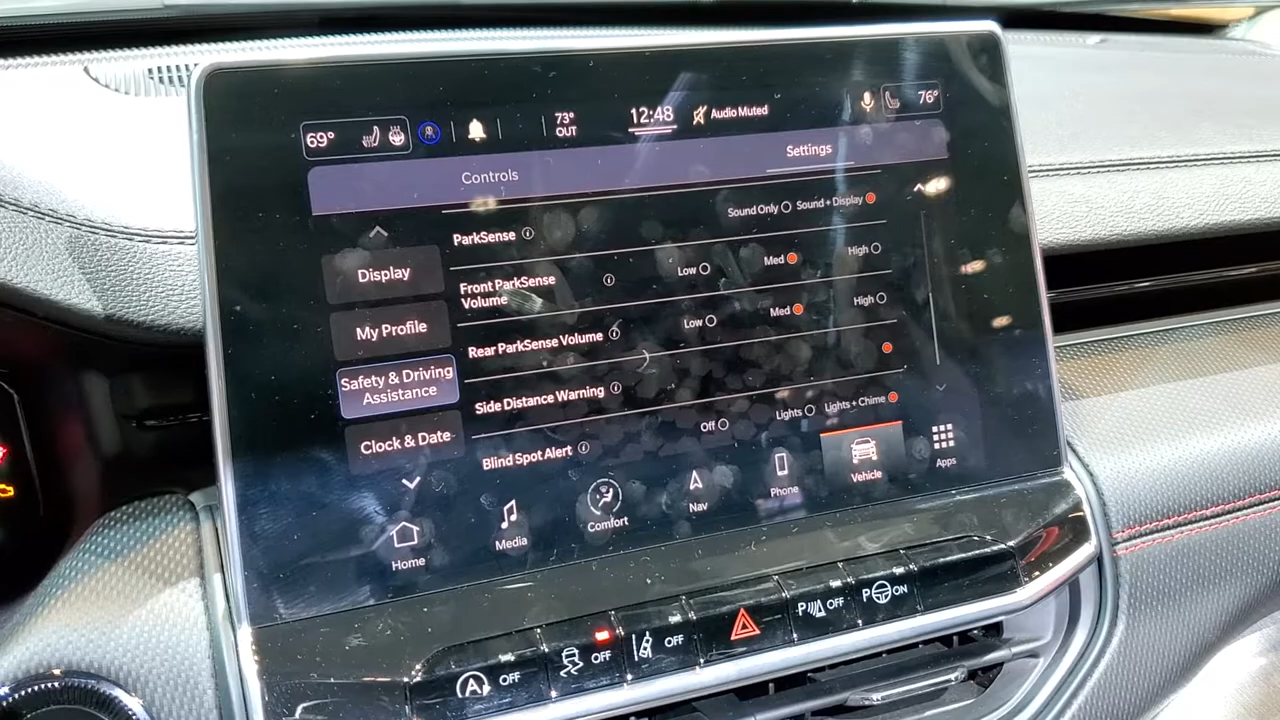 69°
73°
OUT
12:48
Audio Muted
76°
Controls
Settings
Sound Only Sound + Display
ParkSense
Display
Front ParkSense
Volume
Low Med High
My Profile
Rear ParkSense Volume
Low Med High
Safety & Driving
Assistance
Side Distance Warning
Clock & Date
Blind Spot Alert
Off Lights Lights + Chime
Home
Media
Comfort
Nav
Phone
Vehicle
Apps
A OFF
OFF
OFF
P OFF
P ON